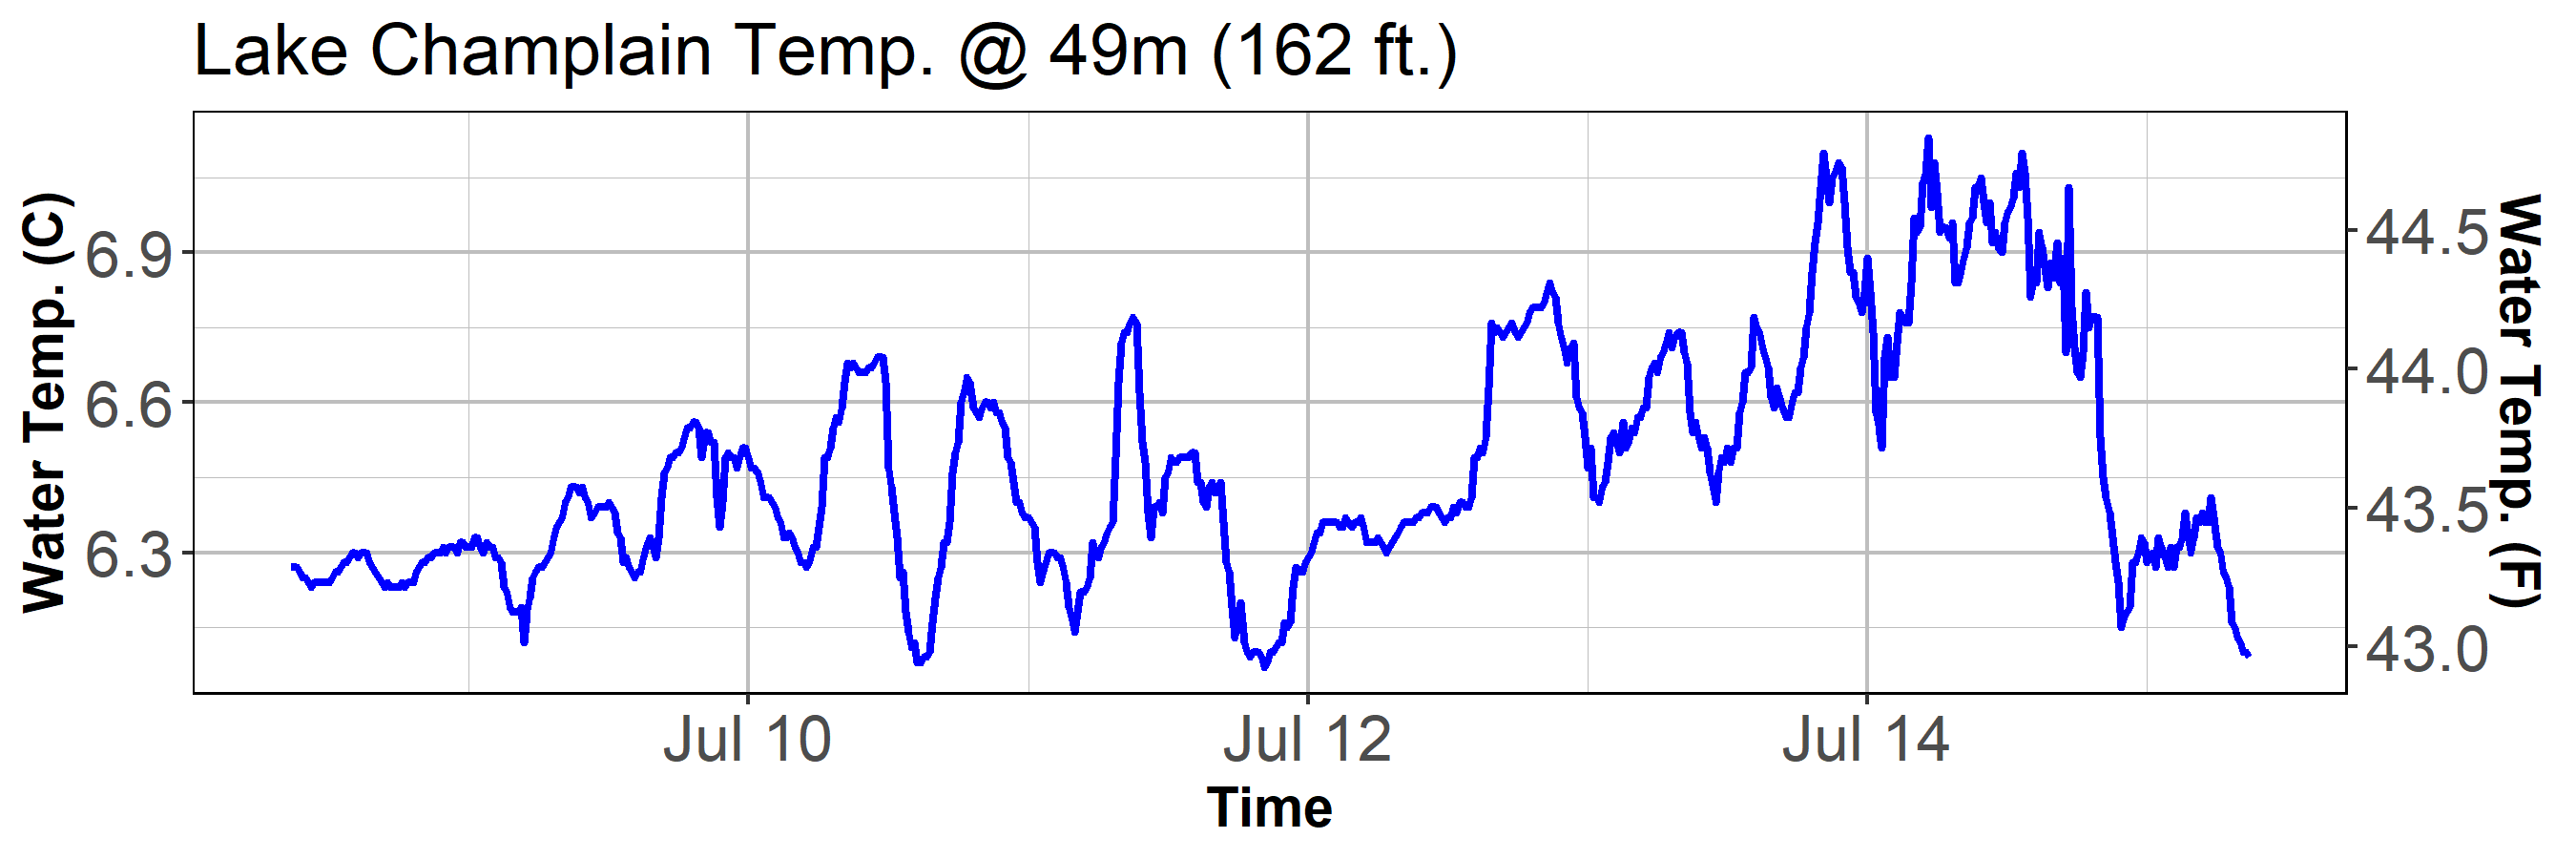 Lake Champlain Temp. @ 49m (162 ft.)
Water Temp. (C)
6.9
6.6
6.3
44.5
44.0
43.5
43.0
Water Temp. (F)
Jul 10 Jul 12 Jul 14
Time